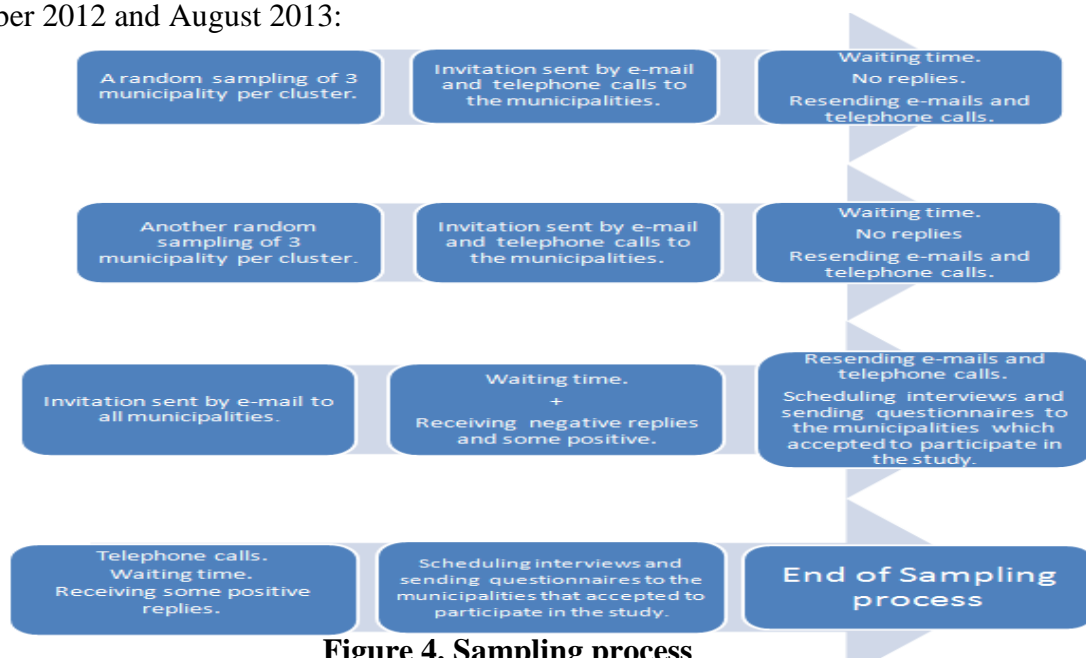 ber 2012 and August 2013:
A random sampling of 3
municipality per cluster.
Invitation sent by e-mail
and telephone calls to
the municipalities.
Waiting time.
No replies.
Resending e-mails and
telephone calls.
Another random
sampling of 3
municipality per cluster.
Invitation sent by e-mail
and telephone calls to
the municipalities.
Waiting time.
No replies
Resending e-mails and
telephone calls.
Invitation sent by e-mail to
all municipalities.
Waiting time.
+
Receiving negative replies
and some positive.
Resending e-mails and
telephone calls.
Scheduling interviews and
sending questionnaires to
the municipalities which
accepted to participate in
the study.
Telephone calls.
Waiting time.
Receiving some positive
replies.
Scheduling interviews and
sending questionnaires to the
municipalities that accepted to
participate in the study.
End of Sampling
process
Figure 4. Sampling process